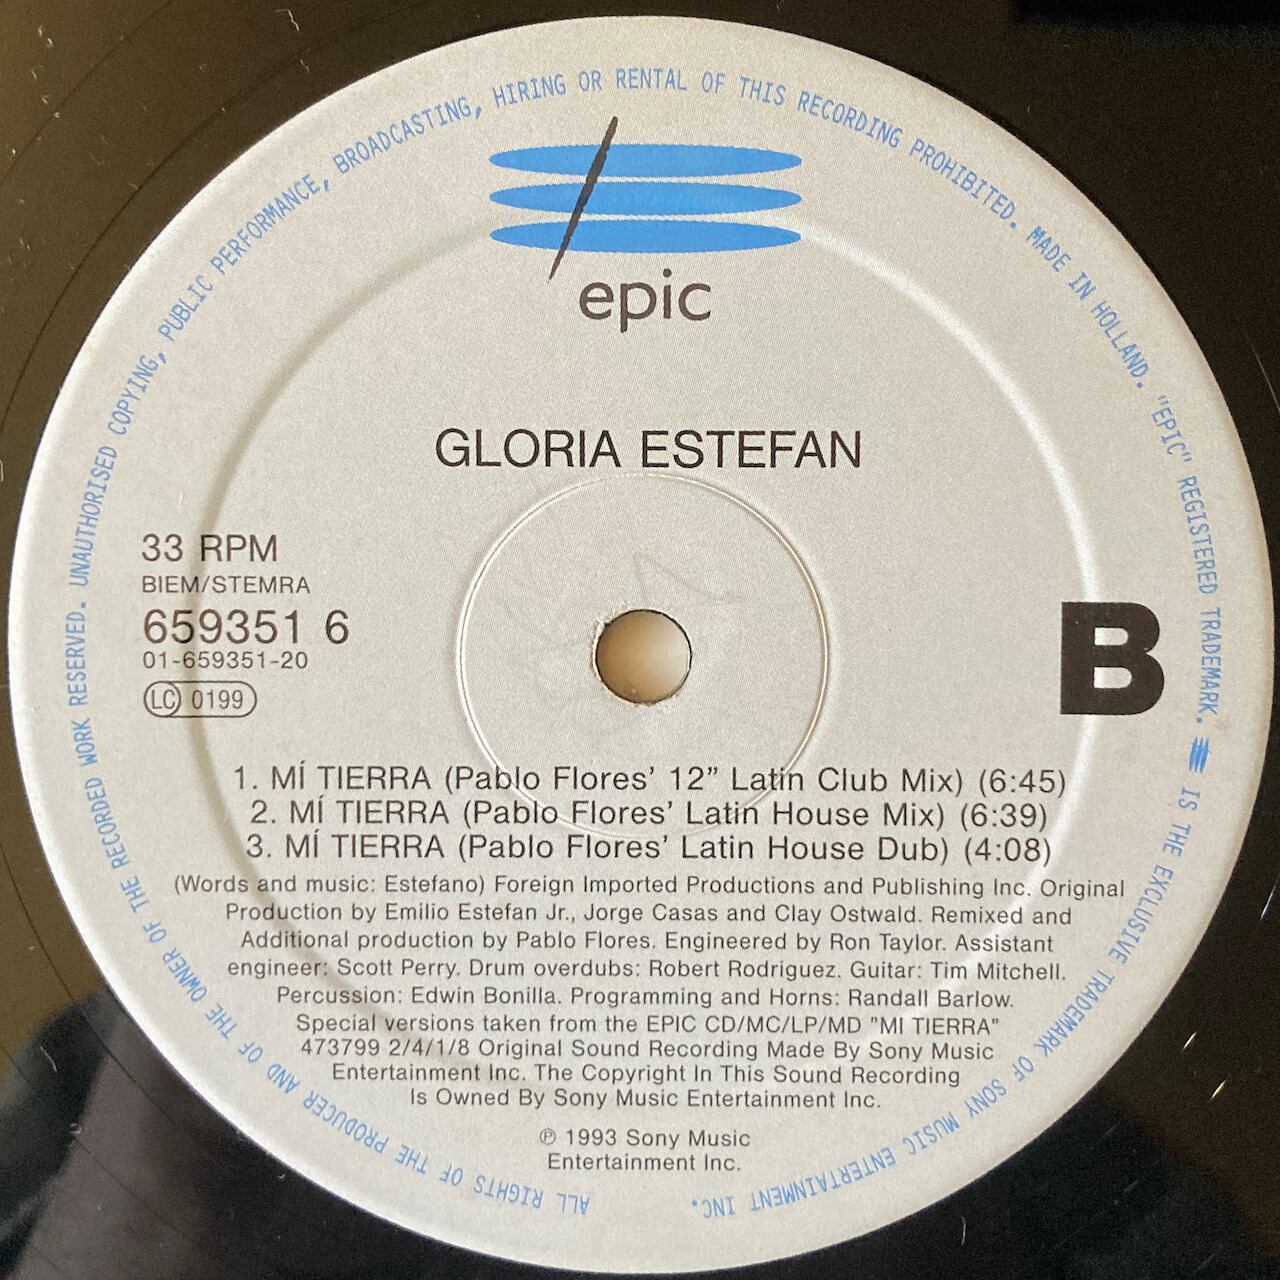 ALL RIGHTS OF THE PRODUCER AND OF THE OWNER OF THE RECORDED WORK RESERVED. UNAUTHORISED COPYING, PUBLIC PERFORMANCE, BROADCASTING, HIRING OR RENTAL OF THIS RECORDING PROHIBITED. MADE IN HOLLAND. "EPIC" REGISTERED TRADEMARK. IS THE EXCLUSIVE TRADEMARK OF SONY MUSIC ENTERTAINMENT INC.
epic
GLORIA ESTEFAN
33 RPM
BIEM/STEMRA
659351 6
01-659351-20
LC 0199
B
1. MÍ TIERRA (Pablo Flores’ 12” Latin Club Mix) (6:45)
2. MÍ TIERRA (Pablo Flores’ Latin House Mix) (6:39)
3. MÍ TIERRA (Pablo Flores’ Latin House Dub) (4:08)
(Words and music: Estefano) Foreign Imported Productions and Publishing Inc. Original
Production by Emilio Estefan Jr., Jorge Casas and Clay Ostwald. Remixed and
Additional production by Pablo Flores. Engineered by Ron Taylor. Assistant
engineer: Scott Perry. Drum overdubs: Robert Rodriguez. Guitar: Tim Mitchell.
Percussion: Edwin Bonilla. Programming and Horns: Randall Barlow.
Special versions taken from the EPIC CD/MC/LP/MD "MI TIERRA"
473799 2/4/1/8 Original Sound Recording Made By Sony Music
Entertainment Inc. The Copyright In This Sound Recording
Is Owned By Sony Music Entertainment Inc.
℗ 1993 Sony Music
Entertainment Inc.